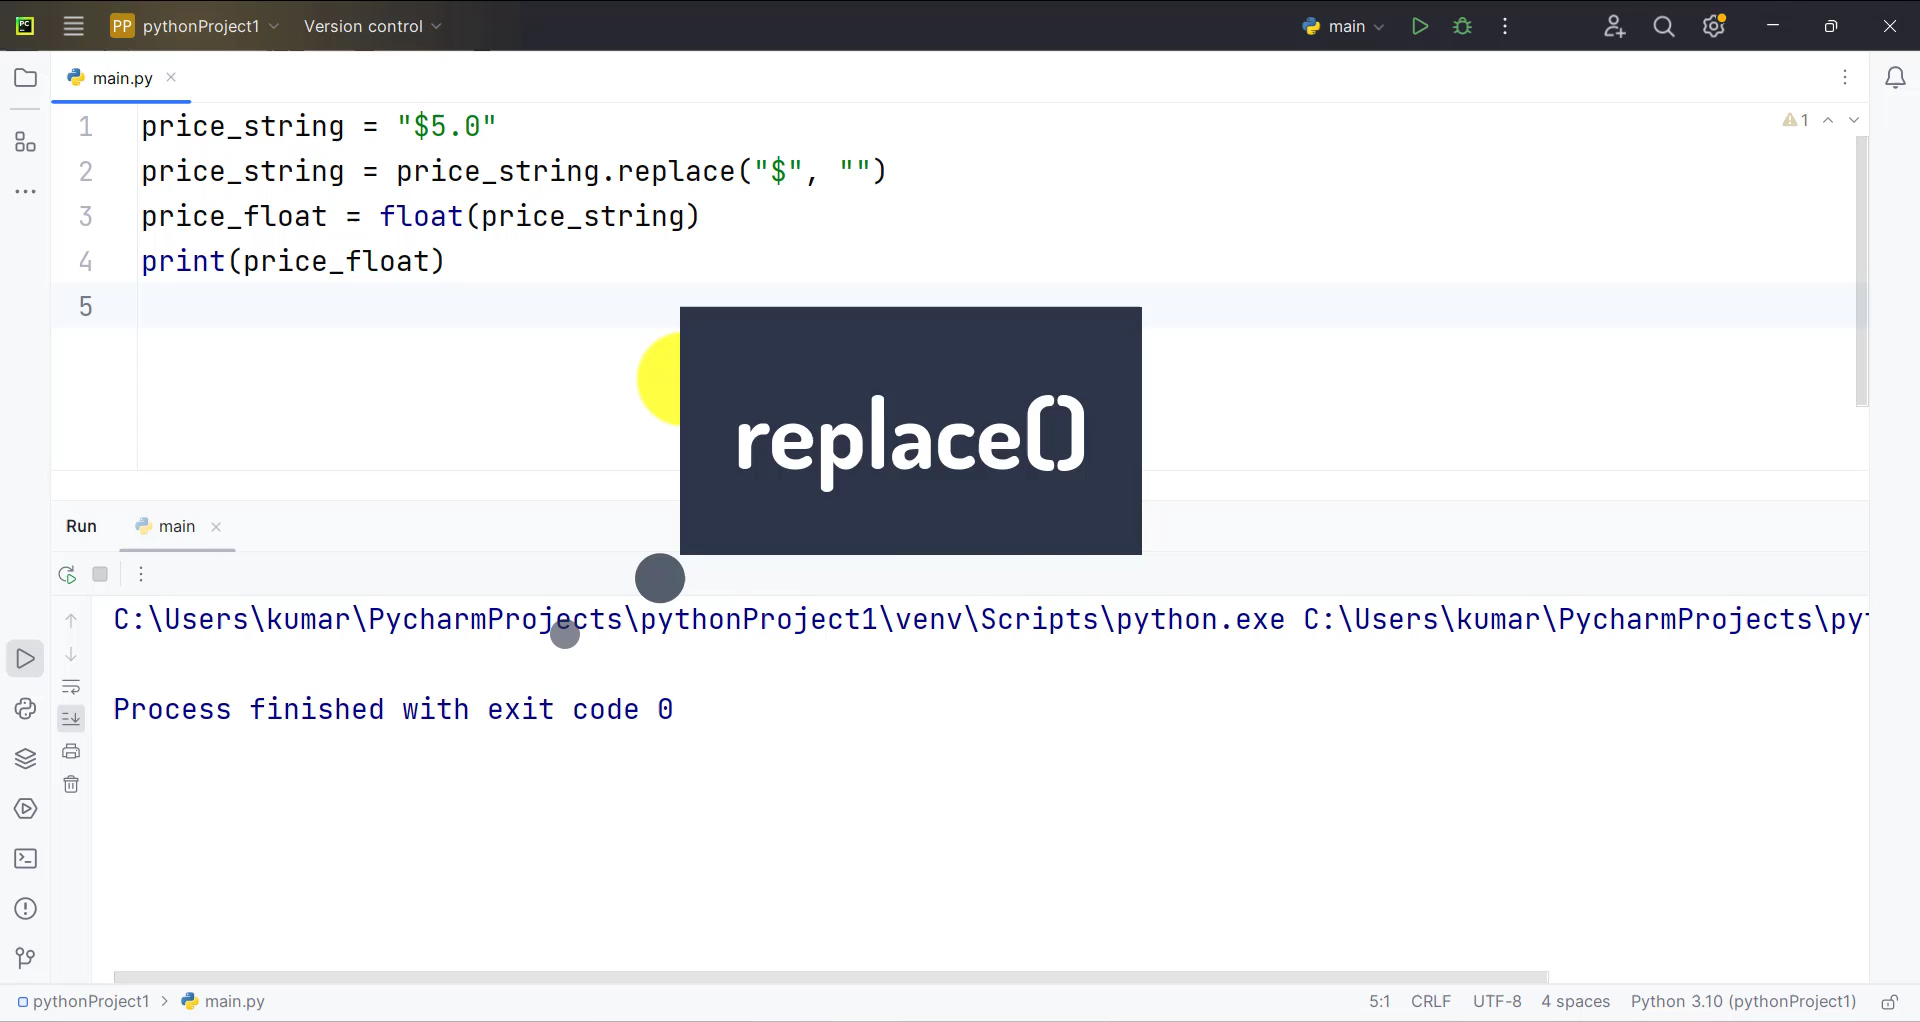 PC
PP pythonProject1 Version control main
main.py
1 price_string = "$5.0"
2 price_string = price_string.replace("$", "")
3 price_float = float(price_string)
4 print(price_float)
5
1
replace()
Run main
C:\Users\kumar\PycharmProjects\pythonProject1\venv\Scripts\python.exe C:\Users\kumar\PycharmProjects\py
Process finished with exit code 0
pythonProject1 > main.py 5:1 CRLF UTF-8 4 spaces Python 3.10 (pythonProject1)